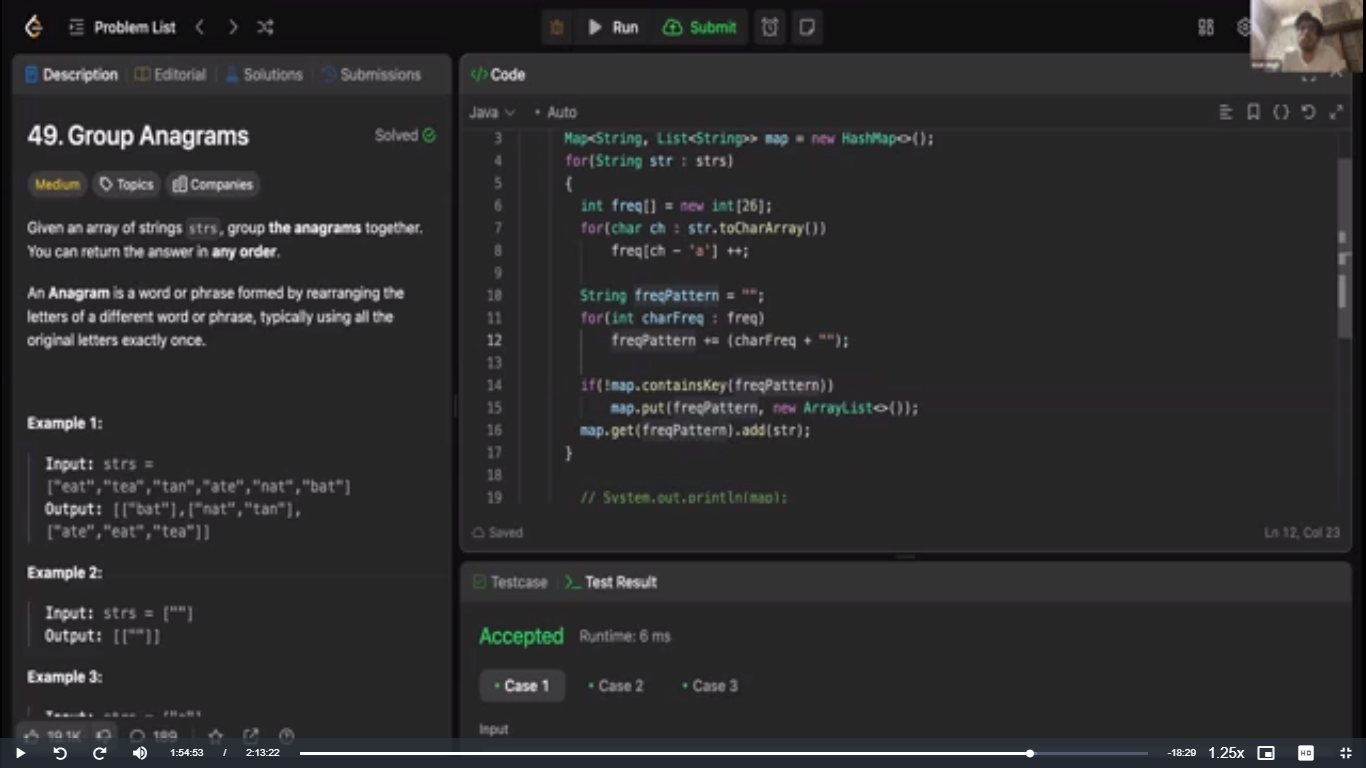 Problem List
Run
Submit
Description
Editorial
Solutions
Submissions
49. Group Anagrams
Solved
Medium
Topics
Companies
Given an array of strings strs, group the anagrams together.
You can return the answer in any order.
An Anagram is a word or phrase formed by rearranging the
letters of a different word or phrase, typically using all the
original letters exactly once.
Example 1:
Input: strs =
["eat","tea","tan","ate","nat","bat"]
Output: [["bat"],["nat","tan"],
["ate","eat","tea"]]
Example 2:
Input: strs = [""]
Output: [[""]]
Example 3:
Input: strs = ["a"]
19.1K
189
</>Code
Java
Auto
3 Map<String, List<String>> map = new HashMap<>();
4 for(String str : strs)
5 {
6 int freq[] = new int[26];
7 for(char ch : str.toCharArray())
8 freq[ch - 'a'] ++;
9
10 String freqPattern = "";
11 for(int charFreq : freq)
12 freqPattern += (charFreq + "");
13
14 if(!map.containsKey(freqPattern))
15 map.put(freqPattern, new ArrayList<>());
16 map.get(freqPattern).add(str);
17 }
18
19 // System.out.println(map);
Saved
Ln 12, Col 23
Testcase
>_ Test Result
Accepted
Runtime: 6 ms
Case 1
Case 2
Case 3
Input
1:54:53 / 2:13:22
-18:29
1.25x
HD